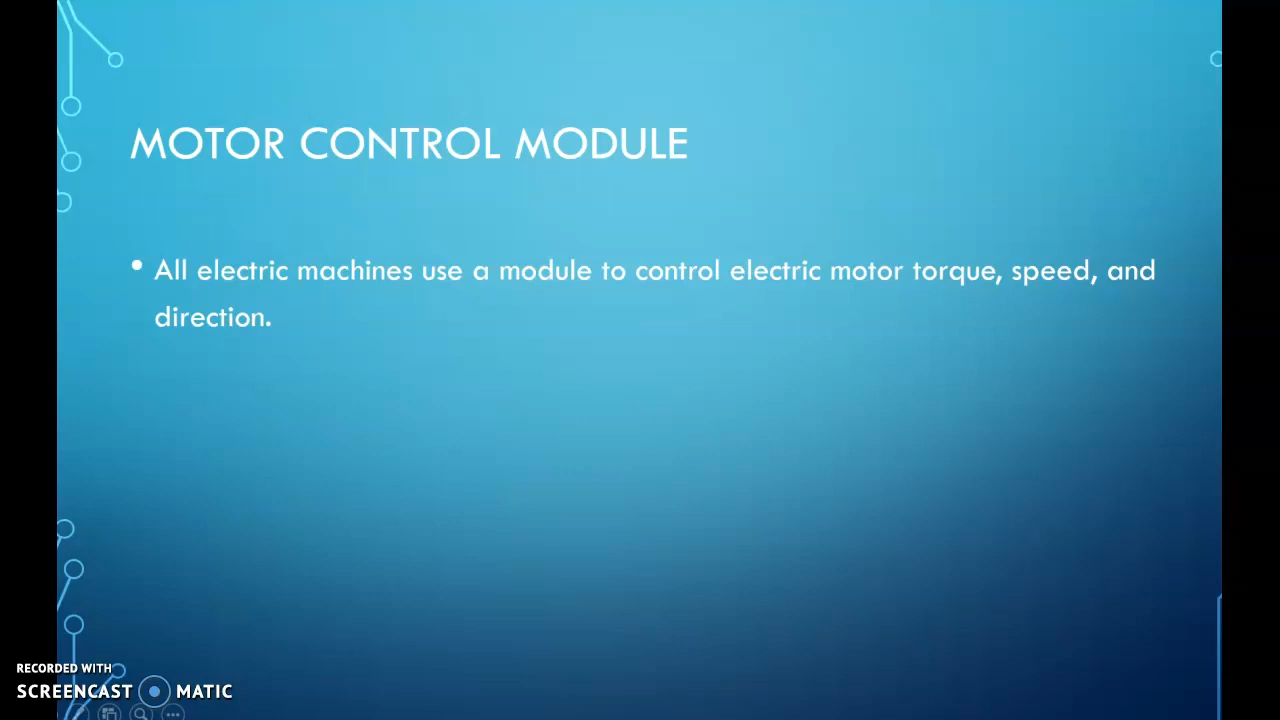 MOTOR CONTROL MODULE
• All electric machines use a module to control electric motor torque, speed, and
direction.
RECORDED WITH
SCREENCAST MATIC